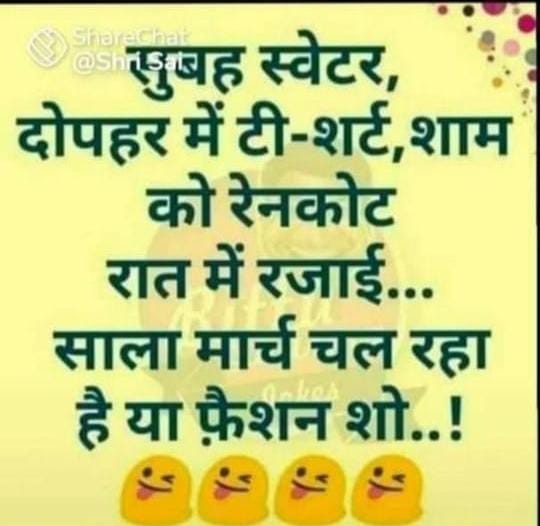 ShareChat
@Shri Sai
सुबह स्वेटर,
दोपहर में टी-शर्ट,शाम
को रेनकोट
रात में रजाई...
साला मार्च चल रहा
है या फ़ैशन शो..!